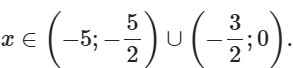 x ∈ (−5; −5/2) ∪ (−3/2; 0).